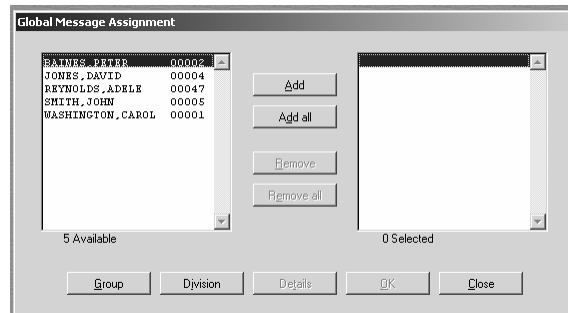 Global Message Assignment
BAINES,PETER 00002
JONES,DAVID 00004
REYNOLDS,ADELE 00047
SMITH,JOHN 00005
WASHINGTON,CAROL 00001
Add
Add all
Remove
Remove all
5 Available
0 Selected
Group
Division
Details
OK
Close